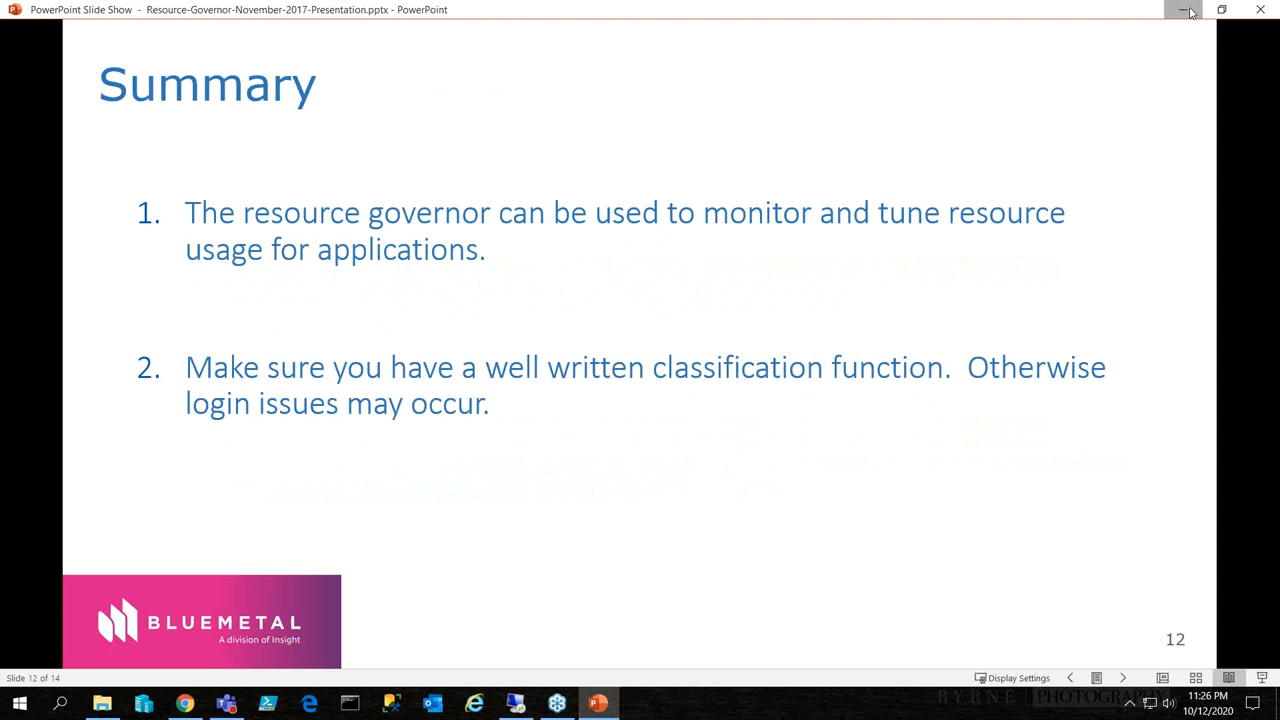 PowerPoint Slide Show - Resource-Governor-November-2017-Presentation.pptx - PowerPoint
Summary
1. The resource governor can be used to monitor and tune resource
usage for applications.
2. Make sure you have a well written classification function. Otherwise
login issues may occur.
BLUEMETAL
A division of Insight
12
Slide 12 of 14
Display Settings
BYRNE PHOTOGRAPHY
11:26 PM
10/12/2020